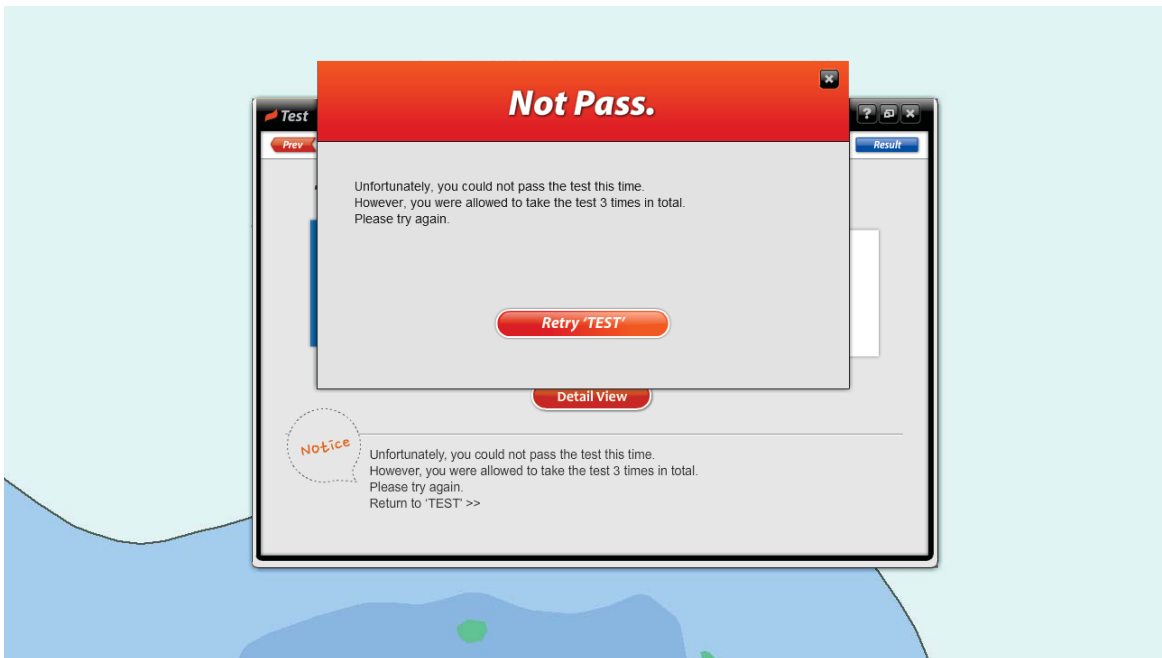 Not Pass.
Test
Prev
Result
Unfortunately, you could not pass the test this time.
However, you were allowed to take the test 3 times in total.
Please try again.
Retry ‘TEST’
Detail View
Notice
Unfortunately, you could not pass the test this time.
However, you were allowed to take the test 3 times in total.
Please try again.
Return to ‘TEST’ >>